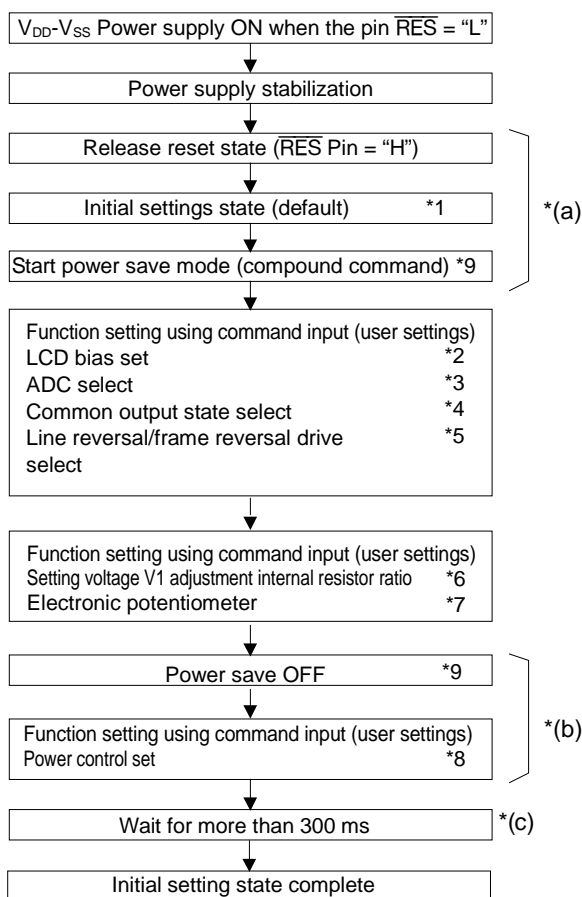 VDD-VSS Power supply ON when the pin RES = “L”
Power supply stabilization
Release reset state (RES Pin = “H”)
Initial settings state (default) *1
Start power save mode (compound command) *9
*(a)
Function setting using command input (user settings)
LCD bias set *2
ADC select *3
Common output state select *4
Line reversal/frame reversal drive *5
select
Function setting using command input (user settings)
Setting voltage V1 adjustment internal resistor ratio *6
Electronic potentiometer *7
Power save OFF *9
Function setting using command input (user settings)
Power control set *8
*(b)
Wait for more than 300 ms *(c)
Initial setting state complete